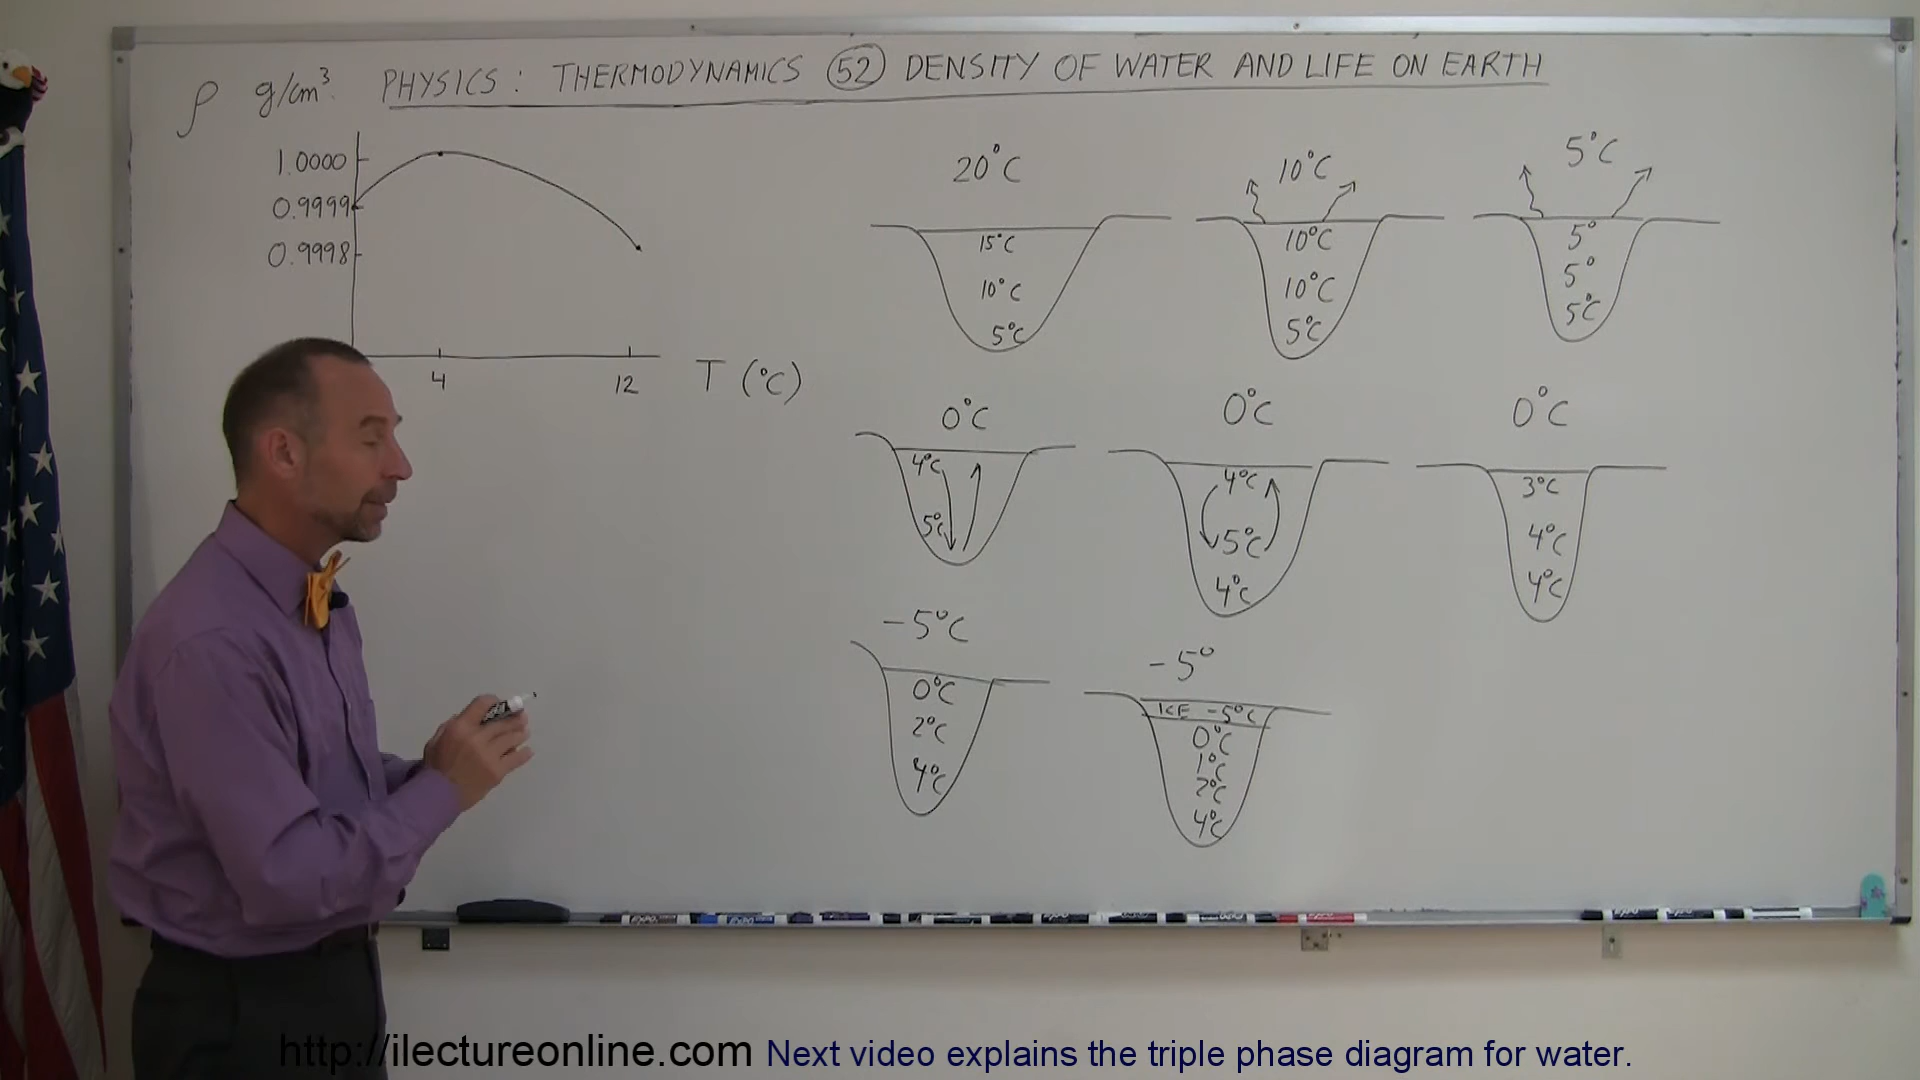 ρ g/cm³ PHYSICS: THERMODYNAMICS 52 DENSITY OF WATER AND LIFE ON EARTH
1.0000
0.9999
0.9998
4 12 T (°C)
20°C
15°C
10°C
5°C
10°C
10°C
10°C
5°C
5°C
5°
5°
5°C
0°C
4°C
5°C
0°C
4°C
5°C
4°C
0°C
3°C
4°C
4°C
-5°C
0°C
2°C
4°C
-5°
ICE -5°C
0°C
1°C
2°C
4°C
http://ilectureonline.com Next video explains the triple phase diagram for water.